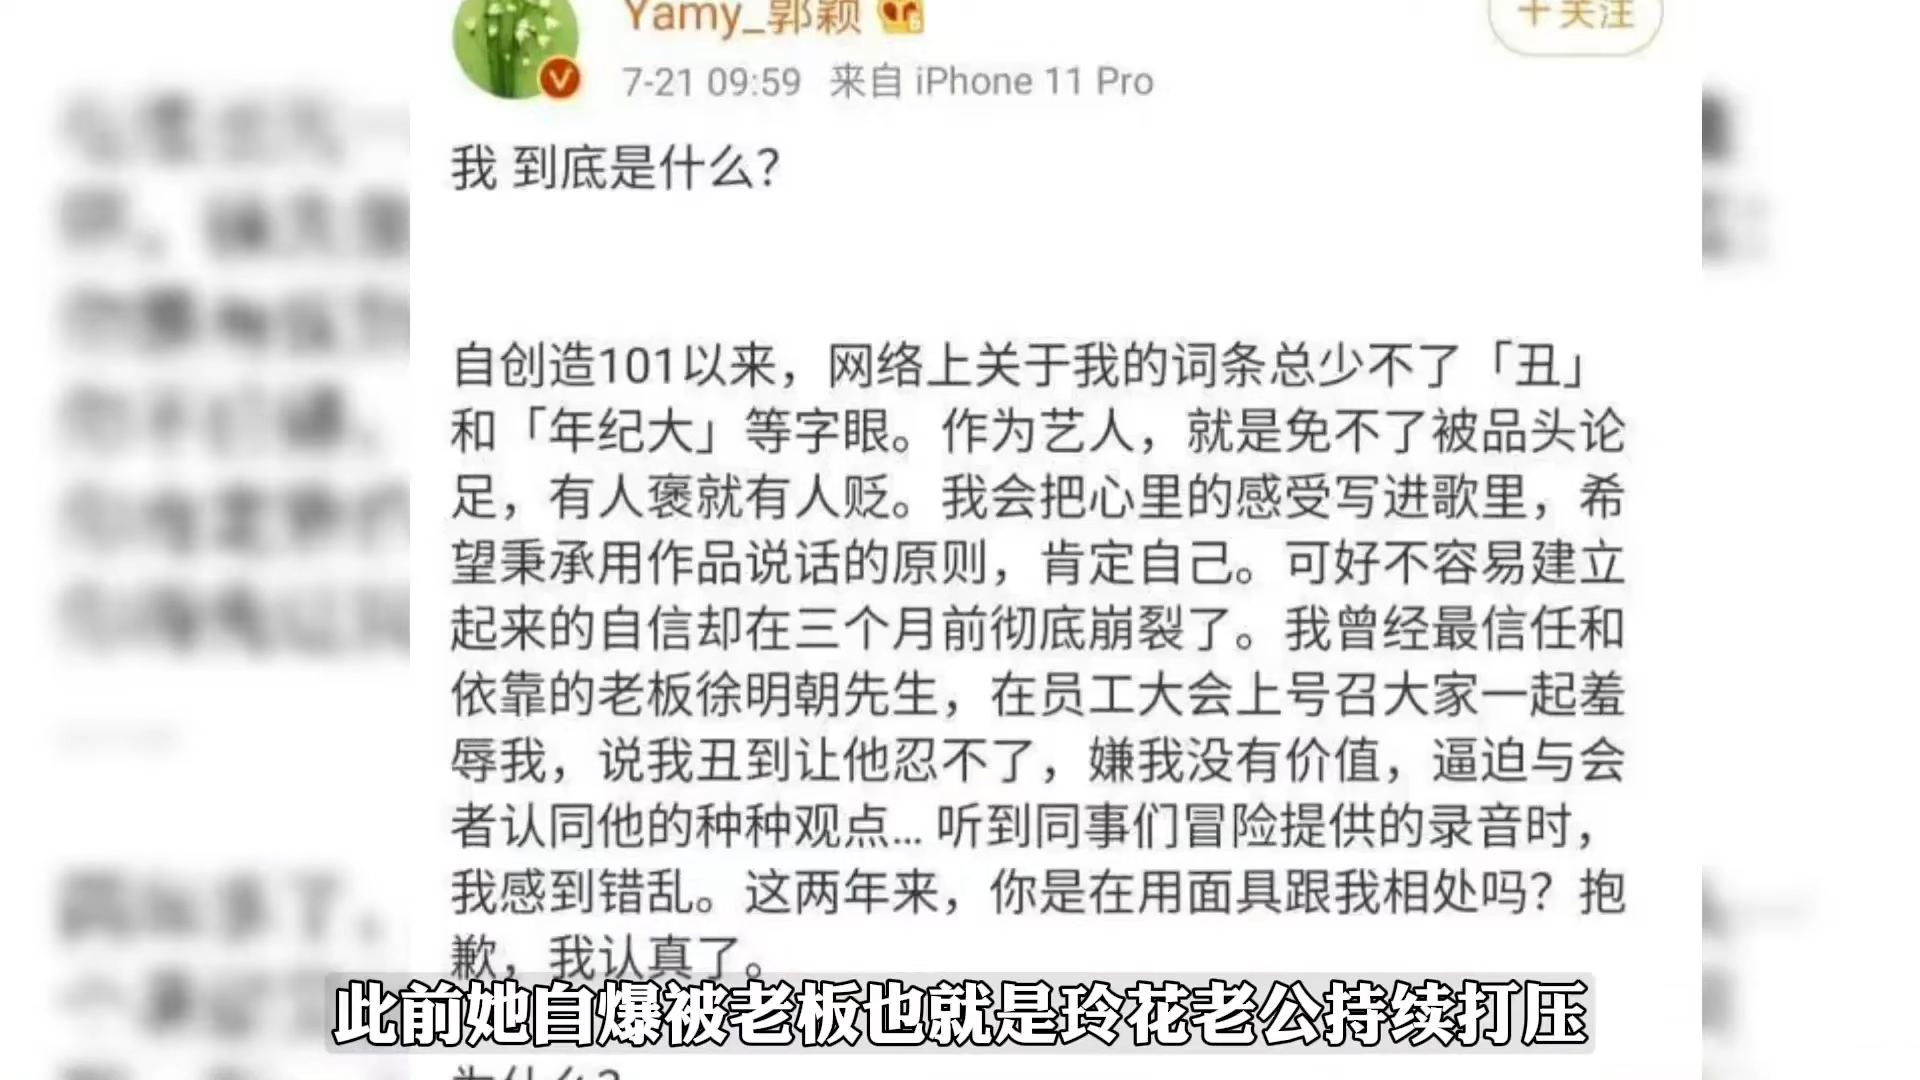 Yamy_郭颖
十关注
7-21 09:59 来自 iPhone 11 Pro
我 到底是什么？
自创造101以来，网络上关于我的词条总少不了「丑」
和「年纪大」等字眼。作为艺人，就是免不了被品头论
足，有人褒就有人贬。我会把心里的感受写进歌里，希
望秉承用作品说话的原则，肯定自己。可好不容易建立
起来的自信却在三个月前彻底崩裂了。我曾经最信任和
依靠的老板徐明朝先生，在员工大会上号召大家一起羞
辱我，说我丑到让他忍不了，嫌我没有价值，逼迫与会
者认同他的种种观点... 听到同事们冒险提供的录音时，
我感到错乱。这两年来，你是在用面具跟我相处吗？抱
歉，我认真了。
此前她自爆被老板也就是玲花老公持续打压
为什么？